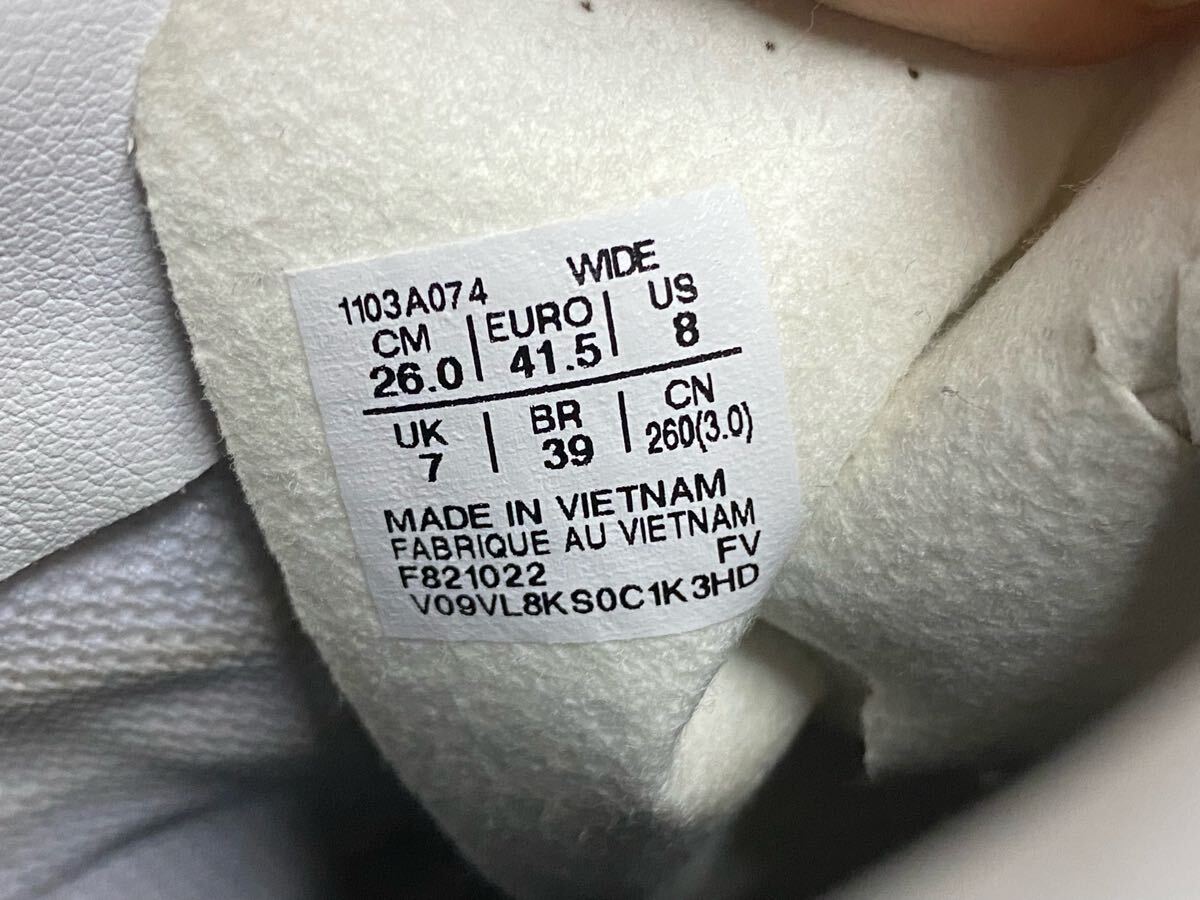 1103A074 WIDE
CM | EURO | US
26.0 41.5 8
UK | BR | CN
7 39 260(3.0)
MADE IN VIETNAM
FABRIQUE AU VIETNAM
F821022 FV
V09VL8KS0C1K3HD